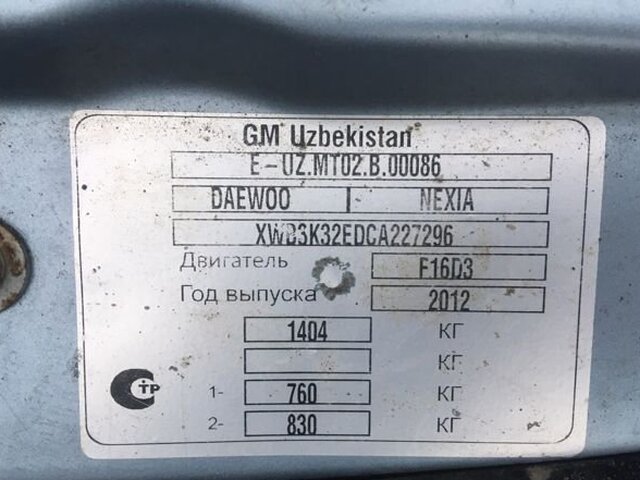 GM Uzbekistan
E-UZ.MT02.B.00086
DAEWOO | NEXIA
XWB3K32EDCA227296
Двигатель F16D3
Год выпуска 2012
1404 КГ
КГ
1- 760 КГ
2- 830 КГ
СТР